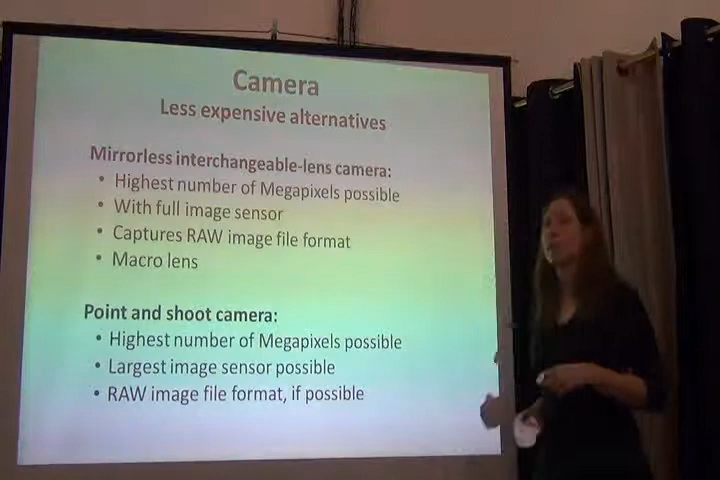 Camera
Less expensive alternatives
Mirrorless interchangeable-lens camera:
• Highest number of Megapixels possible
• With full image sensor
• Captures RAW image file format
• Macro lens
Point and shoot camera:
• Highest number of Megapixels possible
• Largest image sensor possible
• RAW image file format, if possible